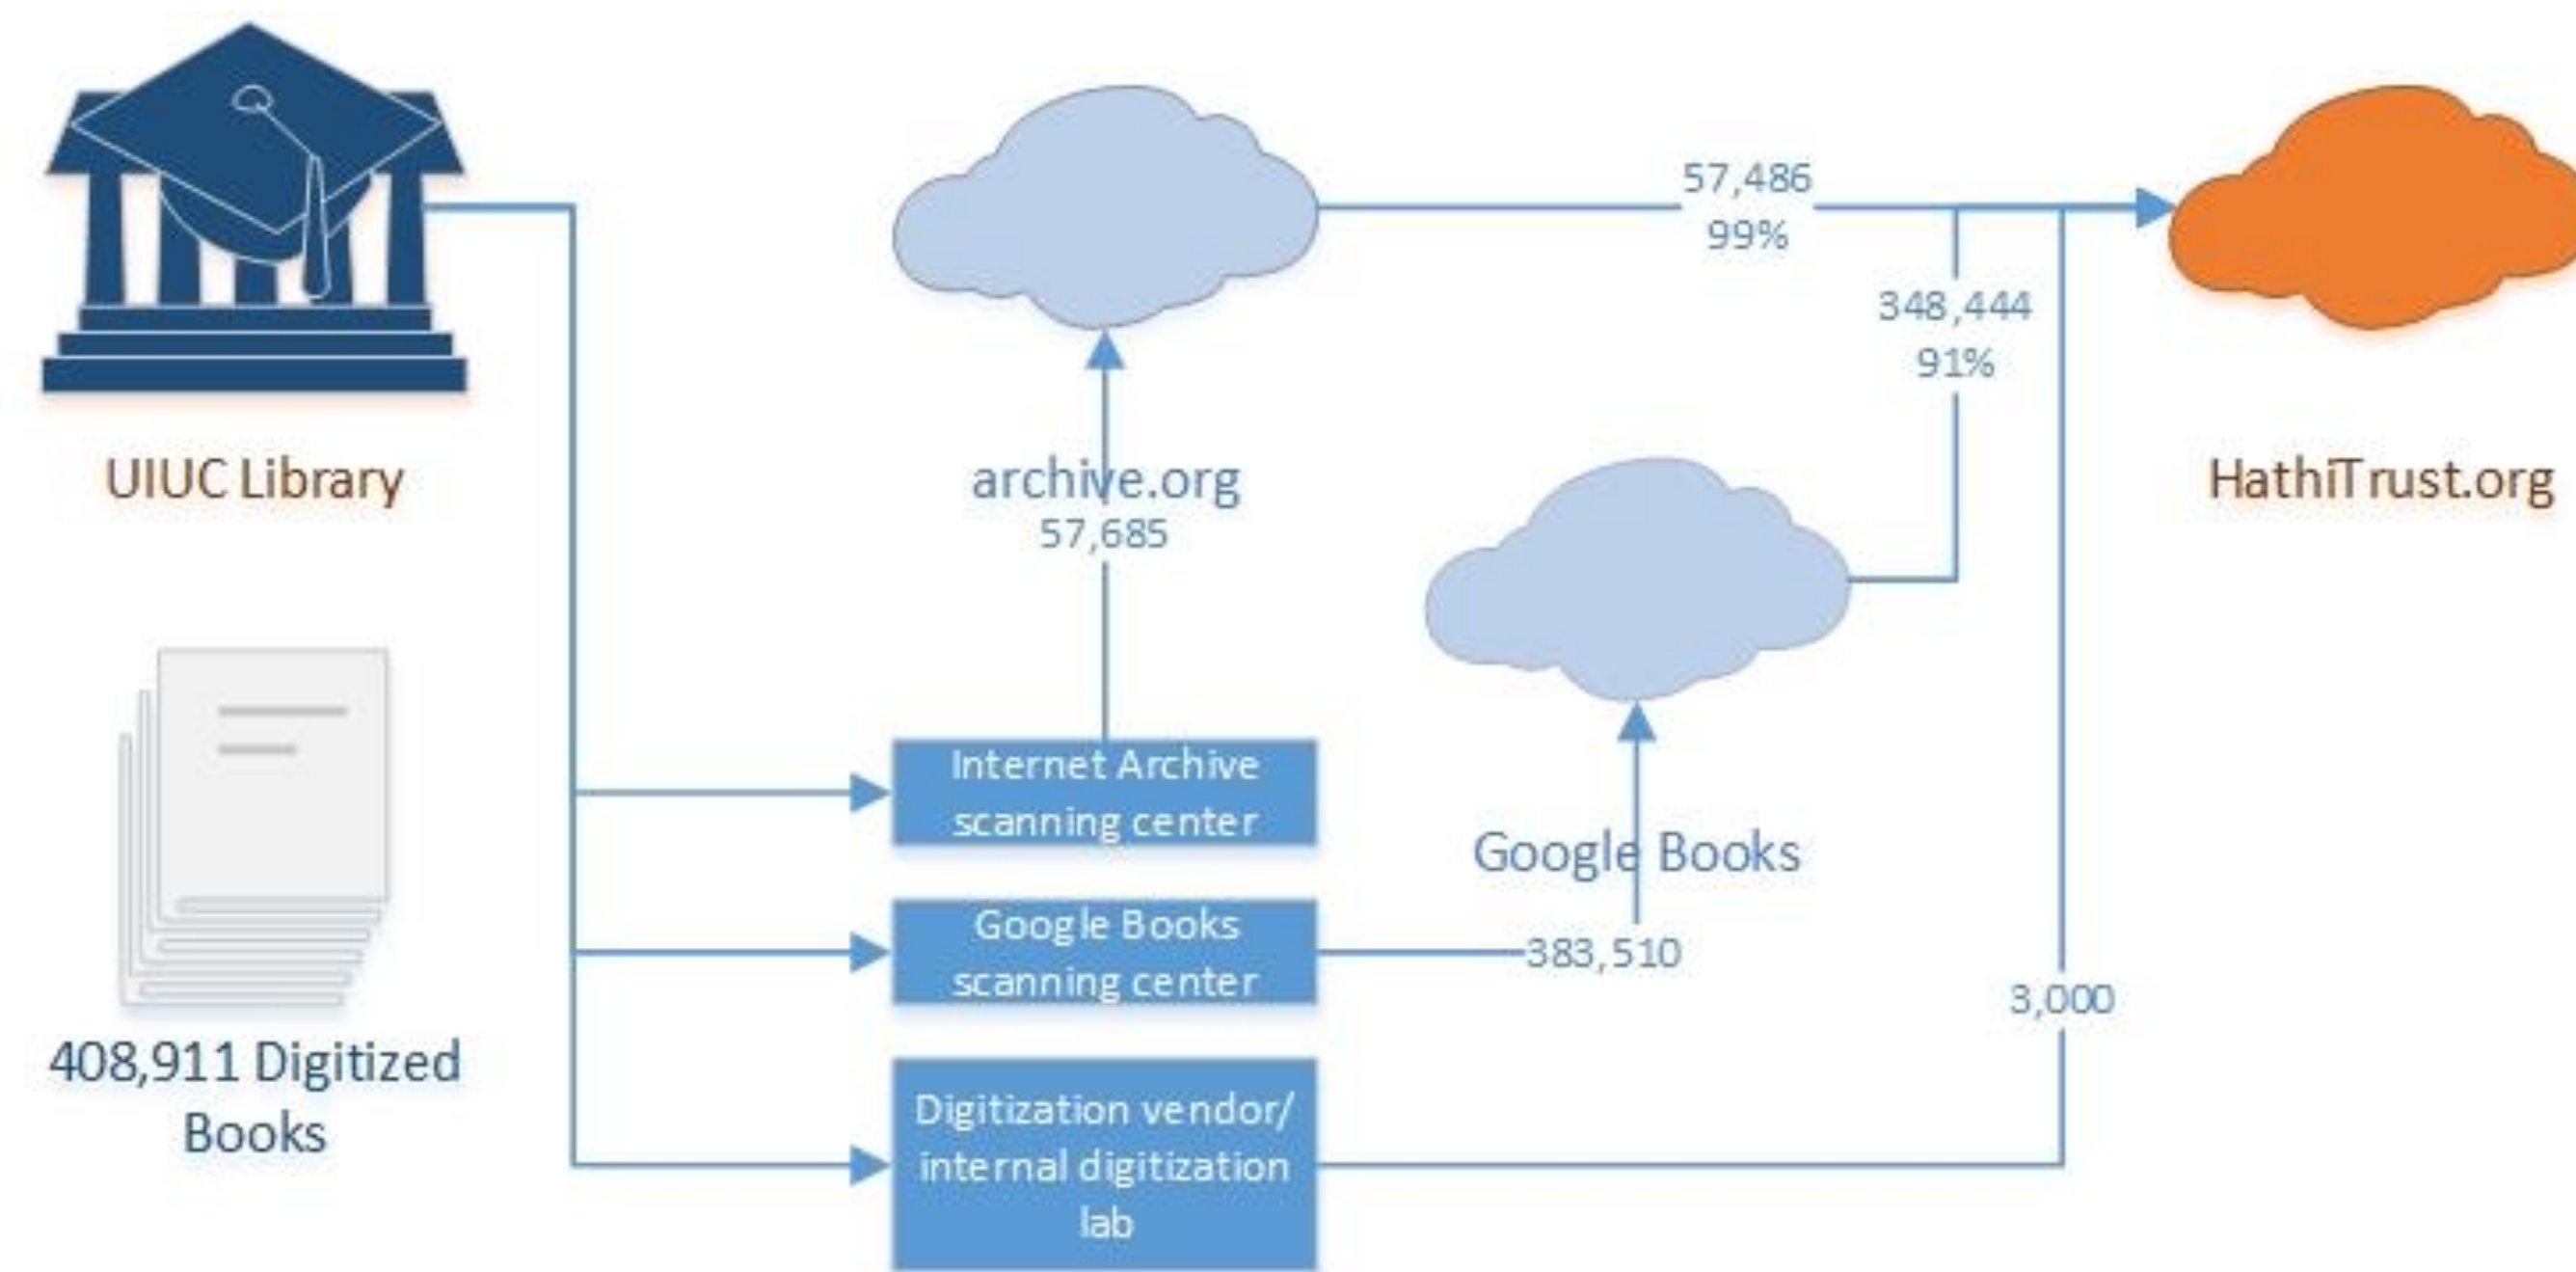 UIUC Library
408,911 Digitized
Books
archive.org
57,685
Internet Archive
scanning center
Google Books
scanning center
Digitization vendor/
internal digitization
lab
Google Books
383,510
57,486
99%
348,444
91%
3,000
HathiTrust.org